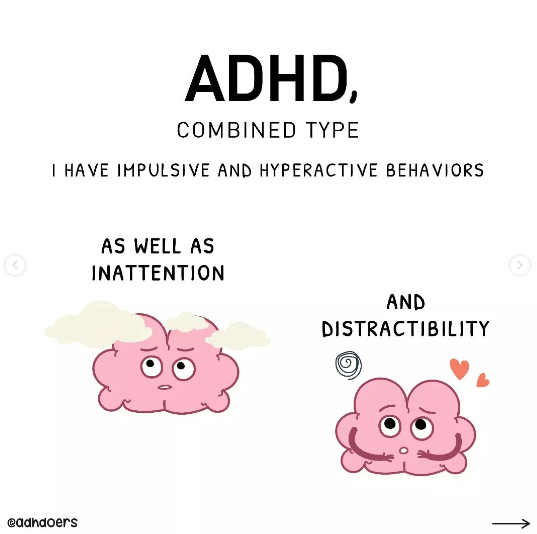 ADHD,
COMBINED TYPE
I HAVE IMPULSIVE AND HYPERACTIVE BEHAVIORS
AS WELL AS
INATTENTION
AND
DISTRACTIBILITY
@adhdoers